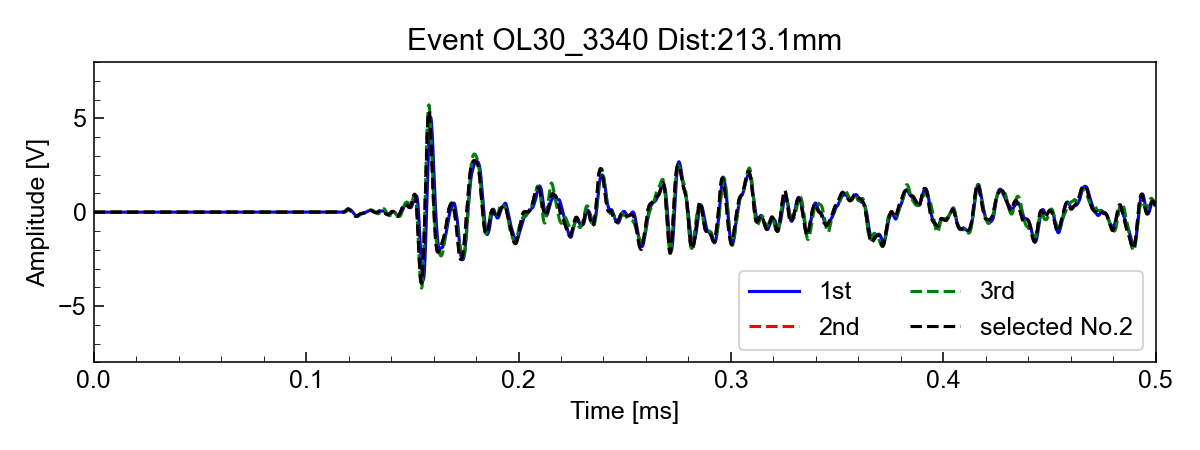 Event OL30_3340 Dist:213.1mm
Amplitude [V]
5
0
−5
1st
2nd
3rd
selected No.2
0.0 0.1 0.2 0.3 0.4 0.5
Time [ms]